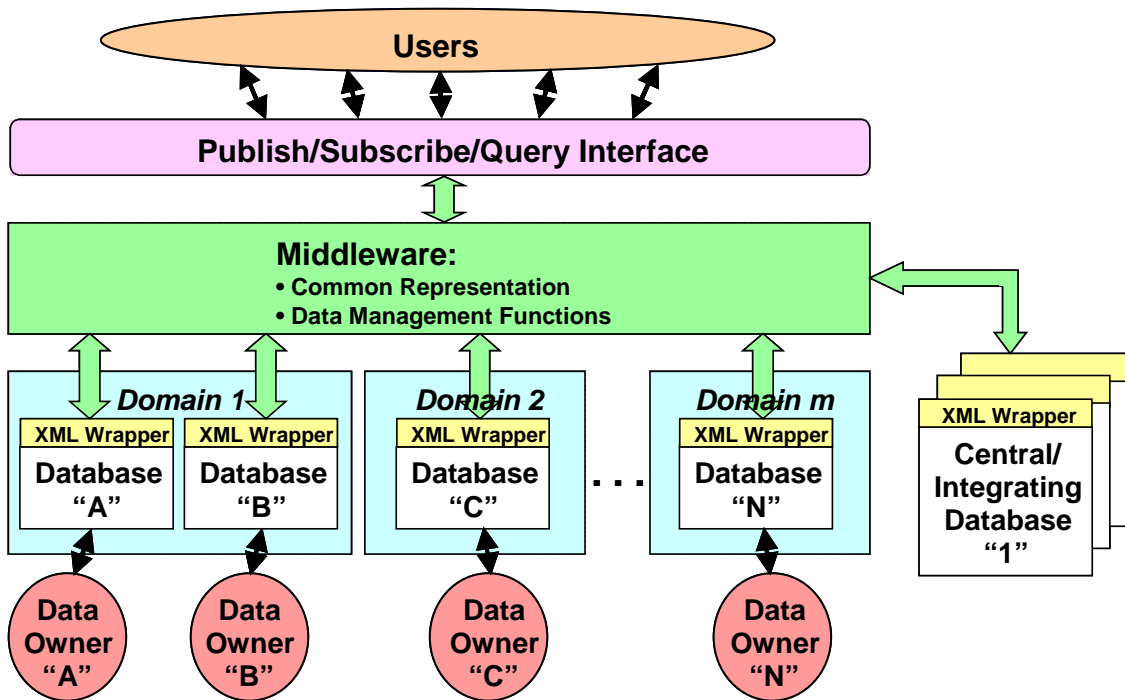 Users
Publish/Subscribe/Query Interface
Middleware:
• Common Representation
• Data Management Functions
Domain 1
XML Wrapper
Database
“A”
XML Wrapper
Database
“B”
Domain 2
XML Wrapper
Database
“C”
. . .
Domain m
XML Wrapper
Database
“N”
XML Wrapper
Central/
Integrating
Database
“1”
Data
Owner
“A”
Data
Owner
“B”
Data
Owner
“C”
Data
Owner
“N”